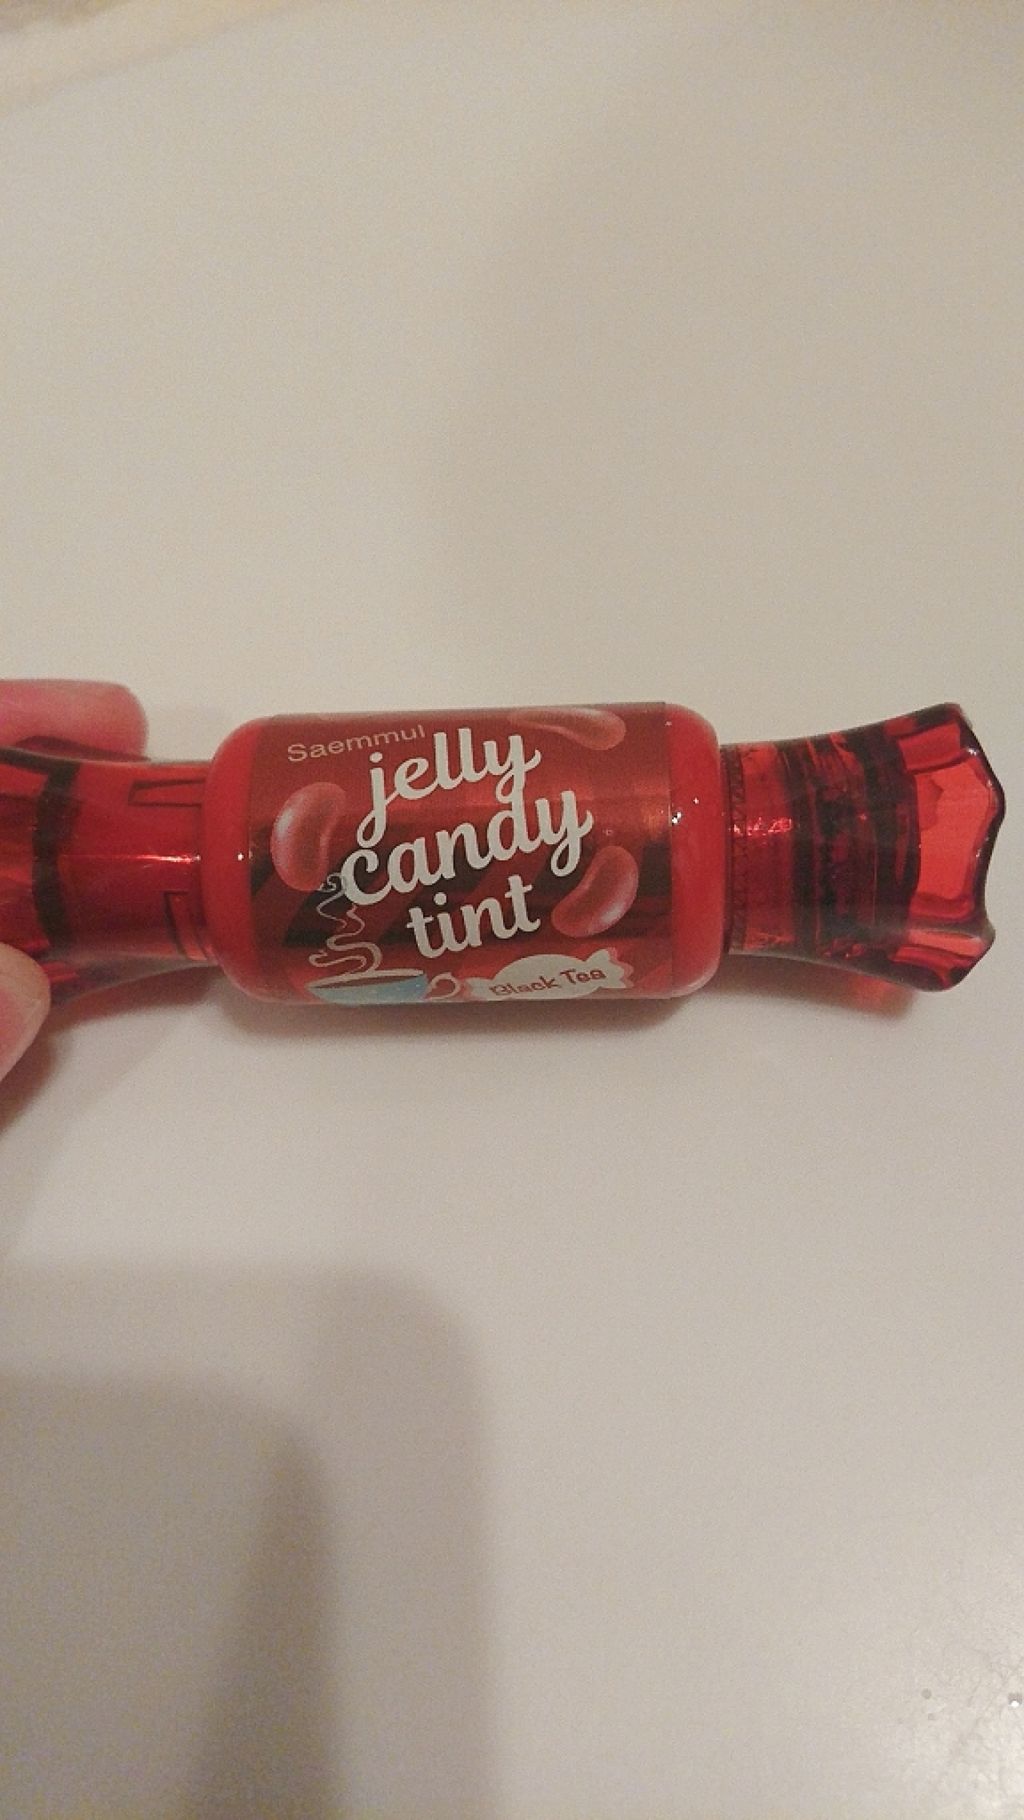 Saemmul
jelly
candy
tint
Black Tea